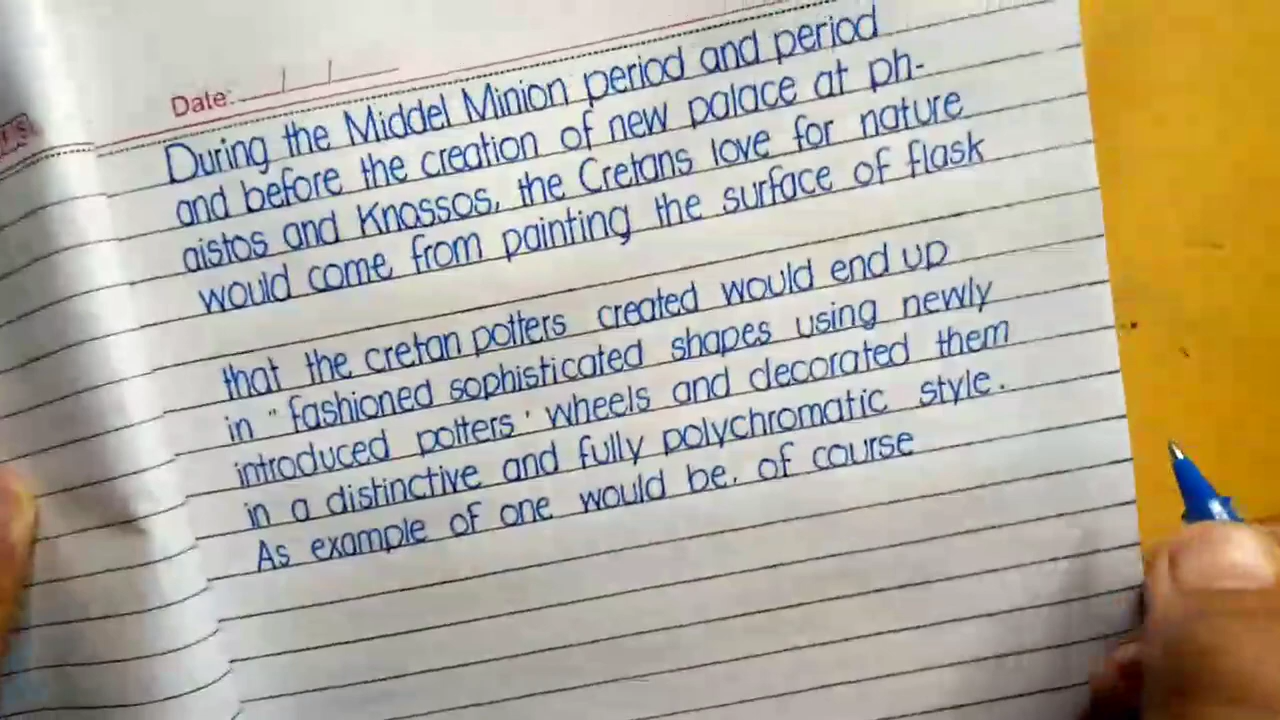 Date:
During the Middel Minion period and period
and before the creation of new palace at ph-
aistos and Knossos, the Cretans love for nature
would come from painting the surface of flask
that the cretan potters created would end up
in " fashioned sophisticated shapes using newly
introduced potters ' wheels and decorated them
in a distinctive and fully polychromatic style.
As example of one would be. of course